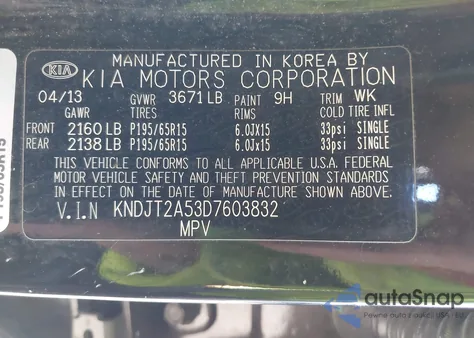 MANUFACTURED IN KOREA BY
KIA KIA MOTORS CORPORATION
04/13 GVWR 3671 LB PAINT 9H TRIM WK
GAWR TIRES RIMS COLD TIRE INFL
FRONT 2160 LB P195/65R15 6.0JX15 33psi SINGLE
REAR 2138 LB P195/65R15 6.0JX15 33psi SINGLE
THIS VEHICLE CONFORMS TO ALL APPLICABLE U.S.A. FEDERAL
MOTOR VEHICLE SAFETY, BUMPER, AND THEFT PREVENTION
STANDARDS IN EFFECT ON THE DATE OF MANUFACTURE SHOWN ABOVE.
V.I.N KNDJT2A53D7603832
MPV
P195/65R15
autoSnap